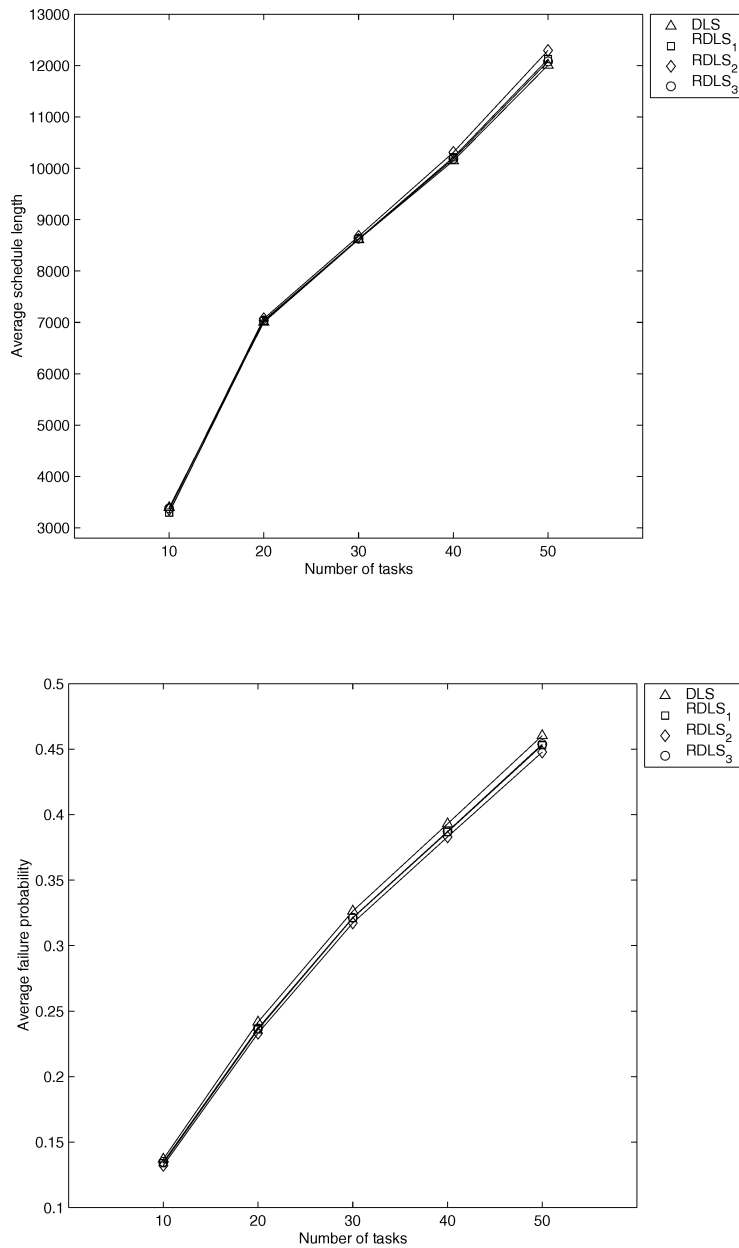 13000
12000
11000
10000
9000
8000
7000
6000
5000
4000
3000
Average schedule length
10 20 30 40 50
Number of tasks
DLS
RDLS1
RDLS2
RDLS3
0.5
0.45
0.4
0.35
0.3
0.25
0.2
0.15
0.1
Average failure probability
10 20 30 40 50
Number of tasks
DLS
RDLS1
RDLS2
RDLS3